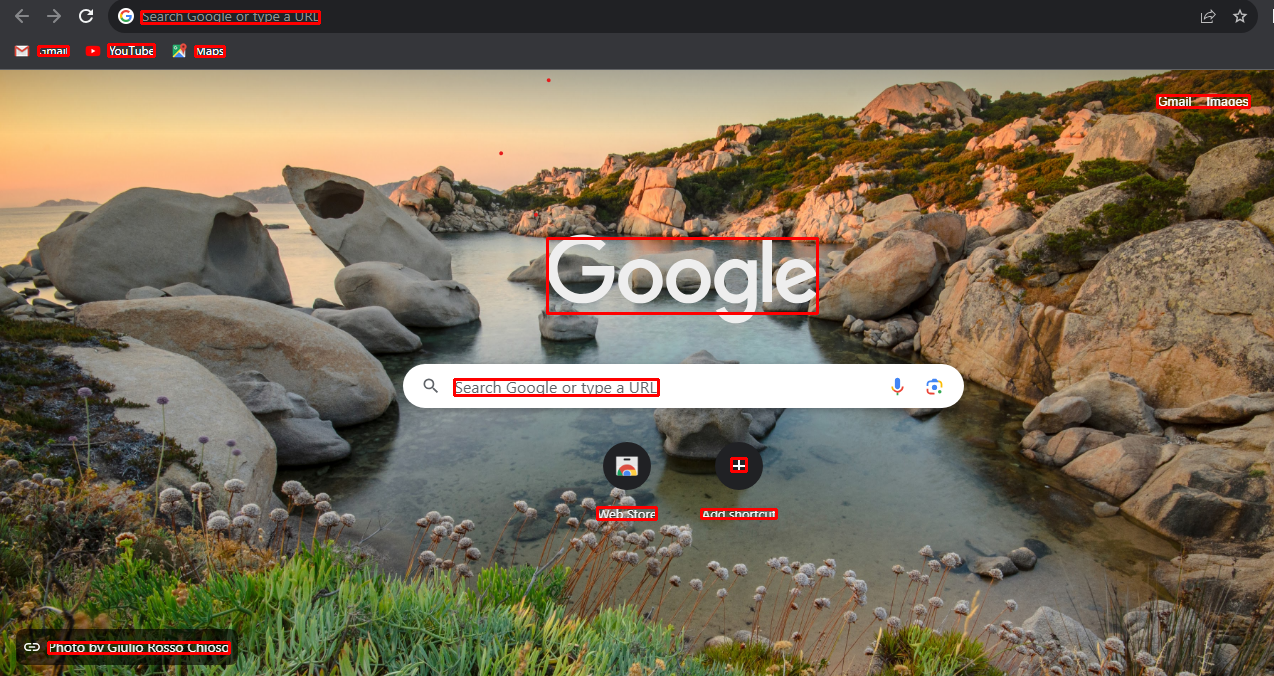 Search Google or type a URL
Gmail YouTube Maps
Gmail Images
Google
Search Google or type a URL
Web Store Add shortcut
Photo by Giulio Rosso Chioso